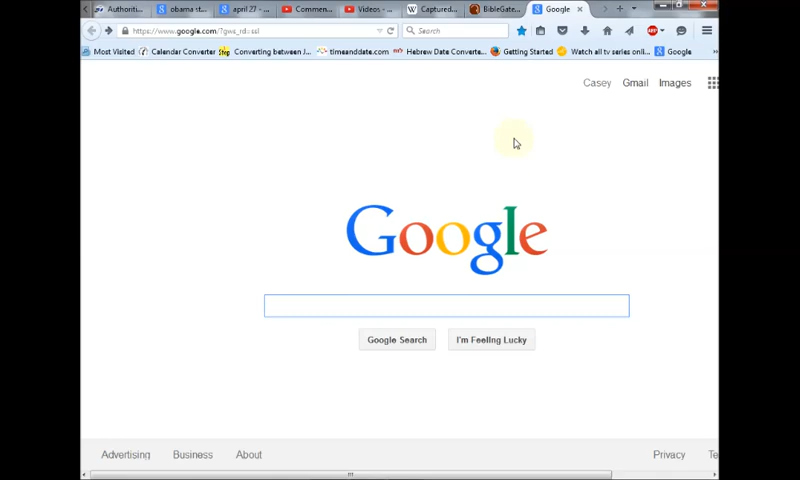 Authoriti... obama st... april 27 - ... Commen... Videos - ... Captured... BibleGate... Google
https://www.google.com/?gws_rd=ssl Search
Most Visited Calendar Converter Converting between J... timeanddate.com Hebrew Date Converte... Getting Started Watch all tv series onli... Google
Casey Gmail Images
Google
Google Search I'm Feeling Lucky
Advertising Business About Privacy Te